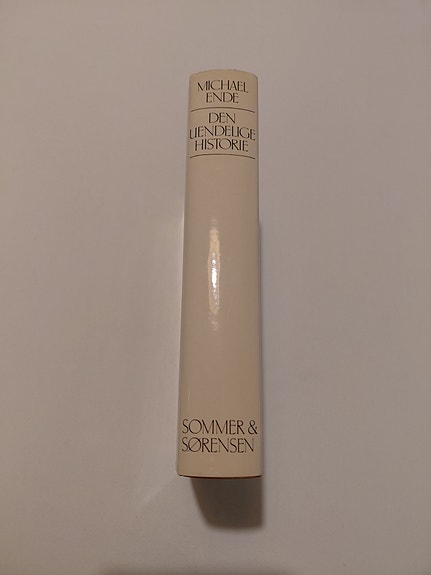 MICHAEL
ENDE
DEN
UENDELIGE
HISTORIE
SOMMER &
SØRENSEN